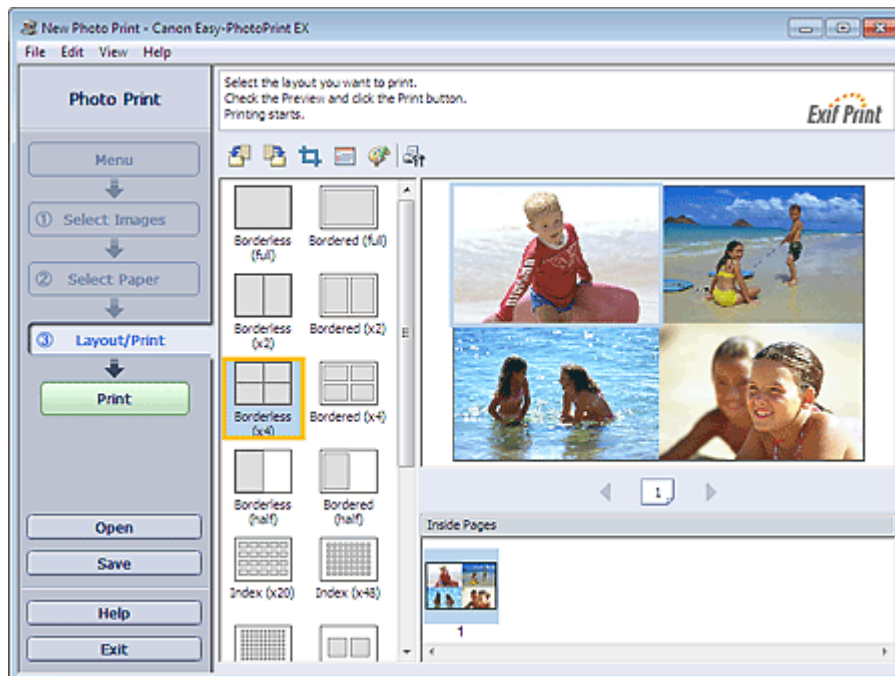 New Photo Print - Canon Easy-PhotoPrint EX
File Edit View Help
Photo Print
Select the layout you want to print.
Check the Preview and click the Print button.
Printing starts.
Exif Print
Menu
① Select Images
② Select Paper
③ Layout/Print
Print
Open
Save
Help
Exit
Borderless
(full)
Bordered (full)
Borderless
(x2)
Bordered (x2)
Borderless
(x4)
Bordered (x4)
Borderless
(half)
Bordered
(half)
Index (x20)
Index (x48)
1
Inside Pages
1